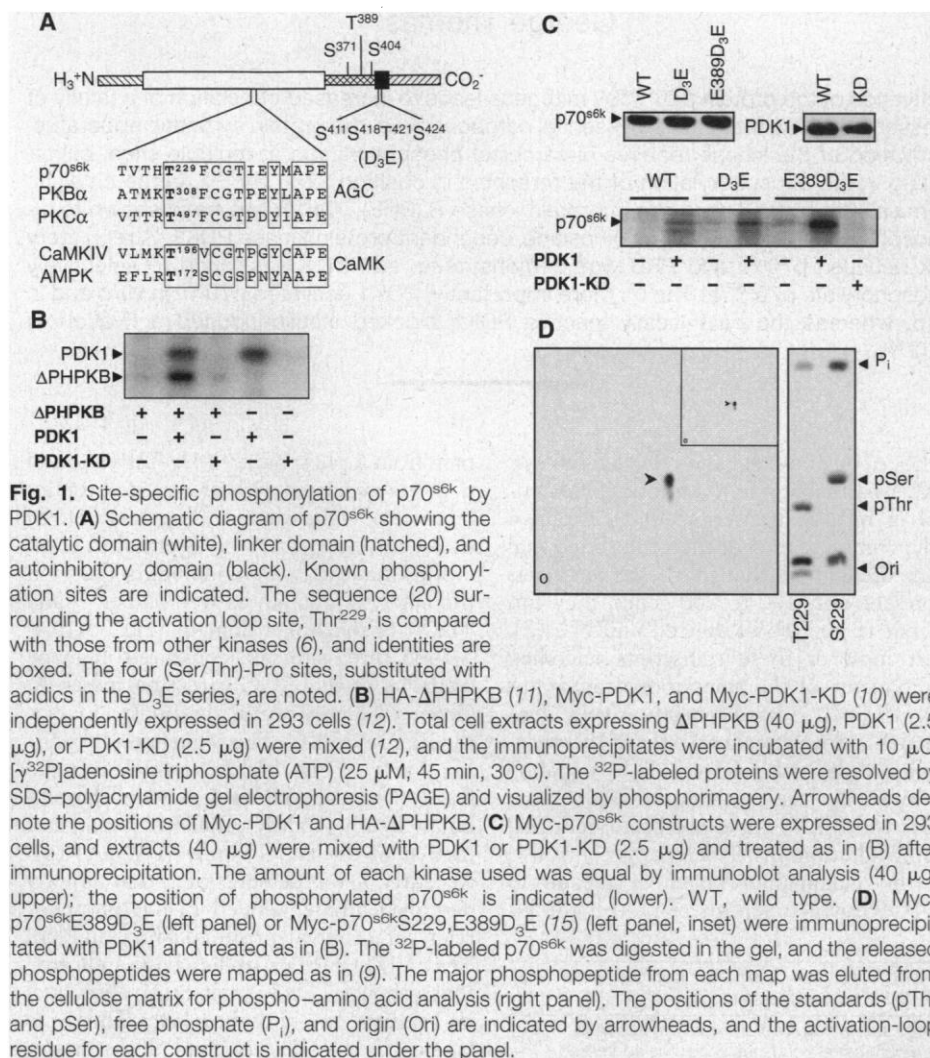 A
T389
S371 S404
H3+N CO2-
S411S418T421S424
(D3E)
p70s6k TVTHT229FCGTIEYMAPE
PKBα
PKCα VTTRT497FCGTPDYIAPE
AGC
CaMKIV VLMKT196VCGTPGYCAPE
AMPK EFLRT172SCGSPNYAAPE
CaMK
B
PDK1
ΔPHPKB
ΔPHPKB + + + - -
PDK1 - + - + -
PDK1-KD - - + - +
C
WT D3E E389D3E WT KD
p70s6k PDK1
WT D3E E389D3E
p70s6k
PDK1 + + +
PDK1-KD +
D
O
o
Pi
pSer
pThr
Ori
T229 S229
Fig. 1. Site-specific phosphorylation of p70s6k by
PDK1. (A) Schematic diagram of p70s6k showing the
catalytic domain (white), linker domain (hatched), and
autoinhibitory domain (black). Known phosphoryl-
ation sites are indicated. The sequence (20) sur-
rounding the activation loop site, Thr229, is compared
with those from other kinases (6), and identities are
boxed. The four (Ser/Thr)-Pro sites, substituted with
acidics in the D3E series, are noted. (B) HA-ΔPHPKB (11), Myc-PDK1, and Myc-PDK1-KD (10) were
independently expressed in 293 cells (12). Total cell extracts expressing ΔPHPKB (40 μg), PDK1 (2.5
μg), or PDK1-KD (2.5 μg) were mixed (12), and the immunoprecipitates were incubated with 10 μC
[γ32P]adenosine triphosphate (ATP) (25 μM, 45 min, 30°C). The 32P-labeled proteins were resolved by
SDS–polyacrylamide gel electrophoresis (PAGE) and visualized by phosphorimagery. Arrowheads de-
note the positions of Myc-PDK1 and HA-ΔPHPKB. (C) Myc-p70s6k constructs were expressed in 293
cells, and extracts (40 μg) were mixed with PDK1 or PDK1-KD (2.5 μg) and treated as in (B) after
immunoprecipitation. The amount of each kinase used was equal by immunoblot analysis (40 μg,
upper); the position of phosphorylated p70s6k is indicated (lower). WT, wild type. (D) Myc-
p70s6kE389D3E (left panel) or Myc-p70s6kS229,E389D3E (15) (left panel, inset) were immunoprecipi-
tated with PDK1 and treated as in (B). The 32P-labeled p70s6k was digested in the gel, and the released
phosphopeptides were mapped as in (9). The major phosphopeptide from each map was eluted from
the cellulose matrix for phospho–amino acid analysis (right panel). The positions of the standards (pThr
and pSer), free phosphate (Pi), and origin (Ori) are indicated by arrowheads, and the activation-loop
residue for each construct is indicated under the panel.